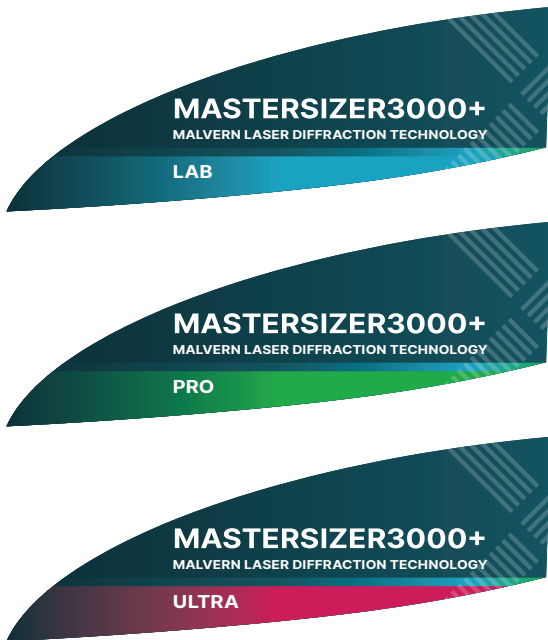 MASTERSIZER3000+
MALVERN LASER DIFFRACTION TECHNOLOGY
LAB
MASTERSIZER3000+
MALVERN LASER DIFFRACTION TECHNOLOGY
PRO
MASTERSIZER3000+
MALVERN LASER DIFFRACTION TECHNOLOGY
ULTRA